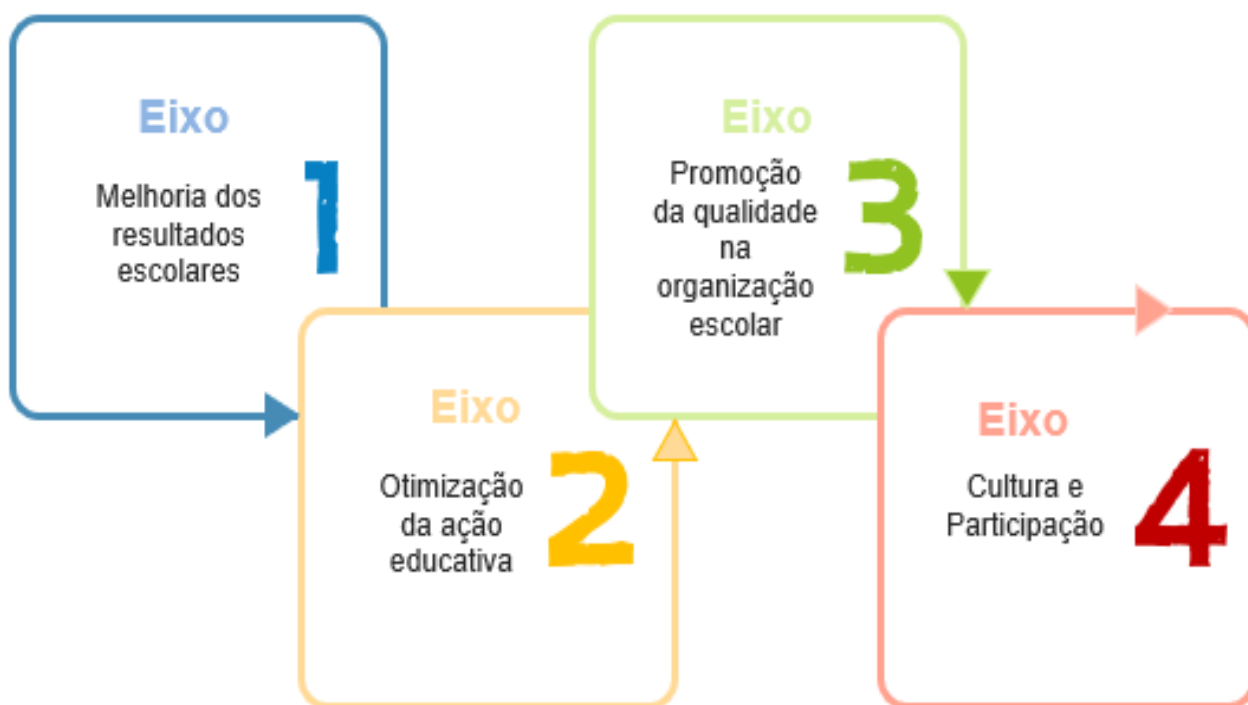 Eixo
Melhoria dos
resultados
escolares
1
Eixo
Otimização
da ação
educativa
2
Eixo
Promoção
da qualidade
na
organização
escolar
3
Eixo
Cultura e
Participação
4